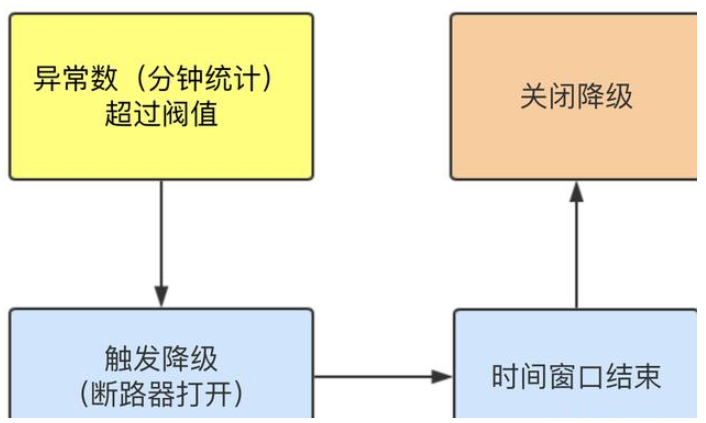 异常数（分钟统计）
超过阀值
触发降级
（断路器打开）
时间窗口结束
关闭降级